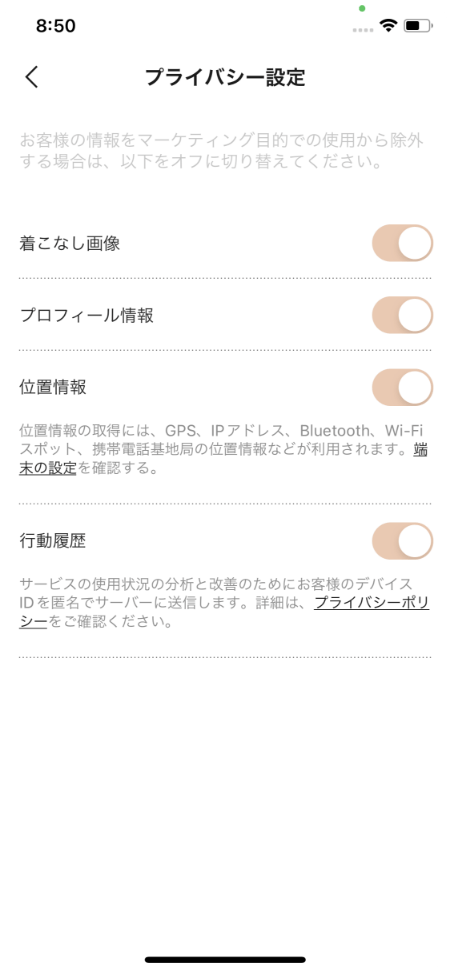 8:50
プライバシー設定
お客様の情報をマーケティング目的での使用から除外
する場合は、以下をオフに切り替えてください。
着こなし画像
プロフィール情報
位置情報
位置情報の取得には、GPS、IPアドレス、Bluetooth、Wi-Fi
スポット、携帯電話基地局の位置情報などが利用されます。端
末の設定を確認する。
行動履歴
サービスの使用状況の分析と改善のためにお客様のデバイス
IDを匿名でサーバーに送信します。詳細は、プライバシーポリ
シーをご確認ください。